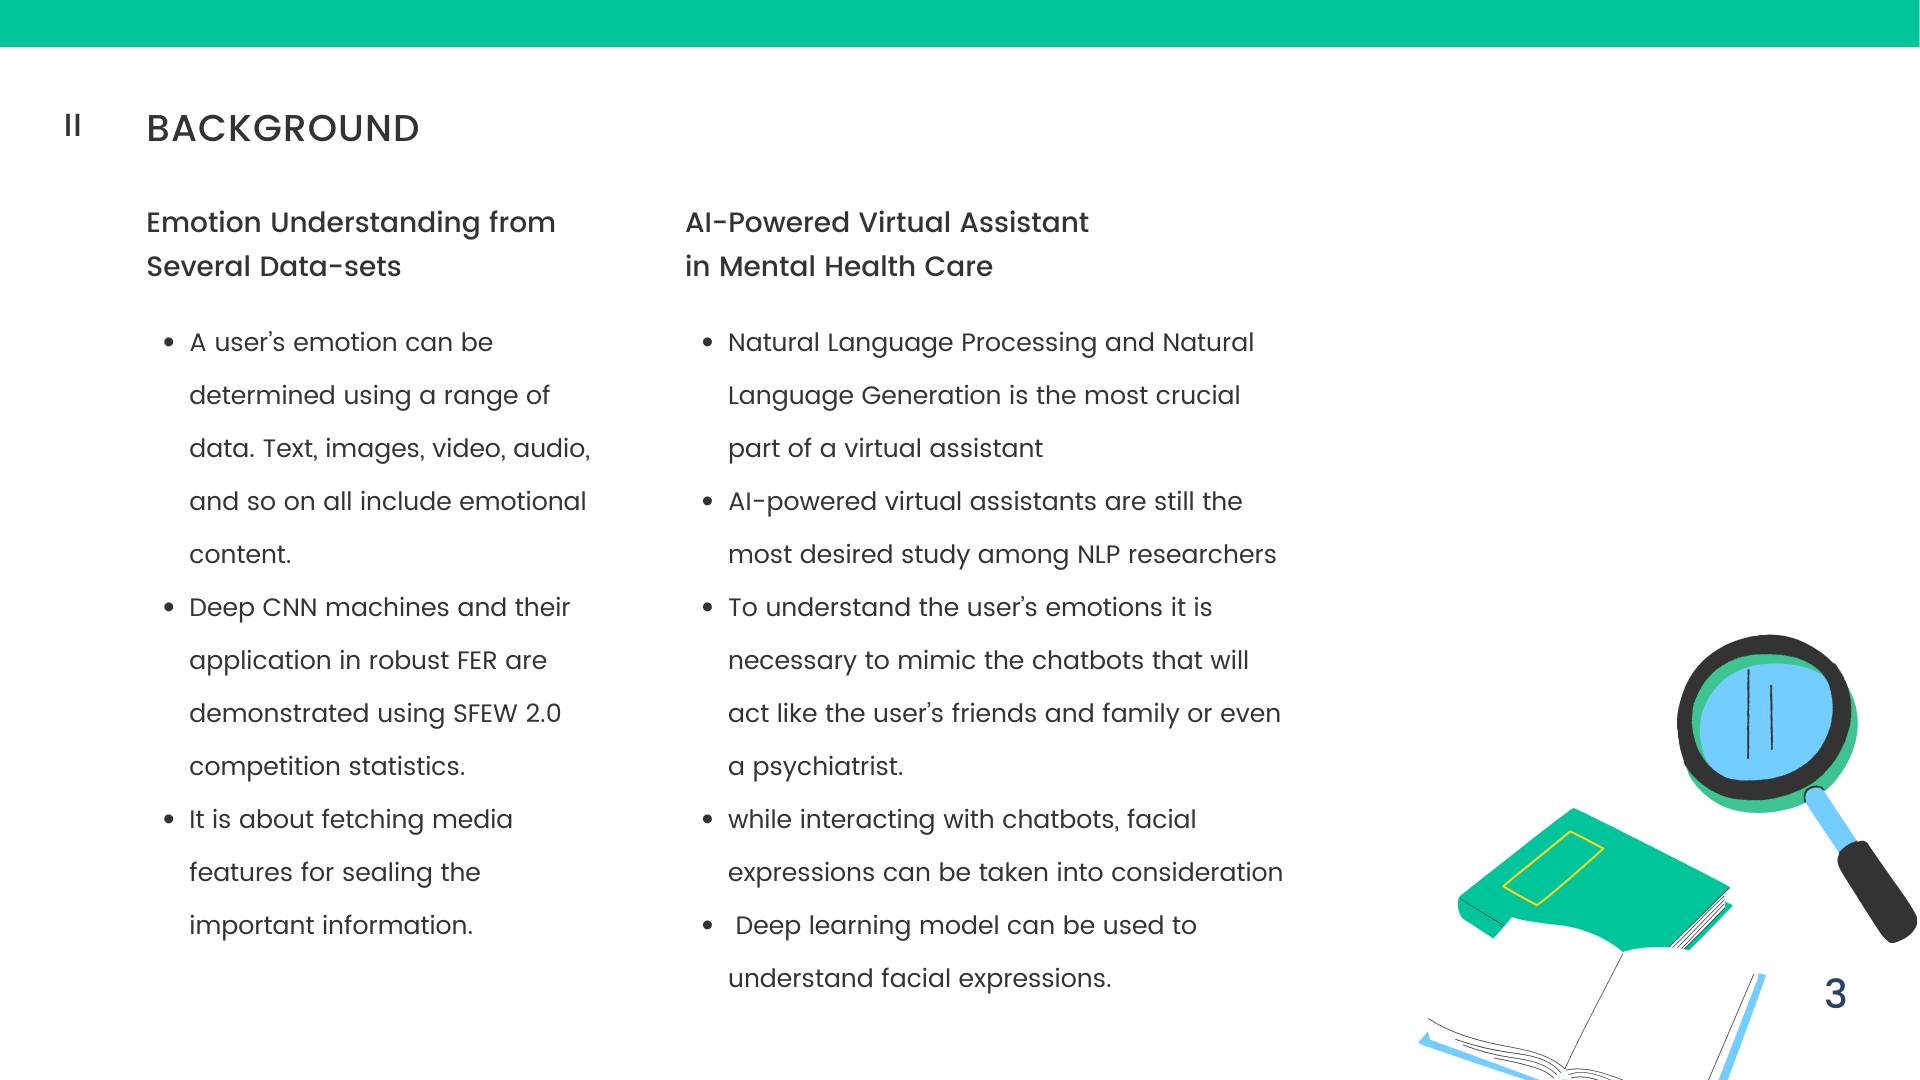 II
BACKGROUND
Emotion Understanding from
Several Data-sets
• A user’s emotion can be
determined using a range of
data. Text, images, video, audio,
and so on all include emotional
content.
• Deep CNN machines and their
application in robust FER are
demonstrated using SFEW 2.0
competition statistics.
• It is about fetching media
features for sealing the
important information.
AI-Powered Virtual Assistant
in Mental Health Care
• Natural Language Processing and Natural
Language Generation is the most crucial
part of a virtual assistant
• AI-powered virtual assistants are still the
most desired study among NLP researchers
• To understand the user’s emotions it is
necessary to mimic the chatbots that will
act like the user’s friends and family or even
a psychiatrist.
• while interacting with chatbots, facial
expressions can be taken into consideration
• Deep learning model can be used to
understand facial expressions.
3